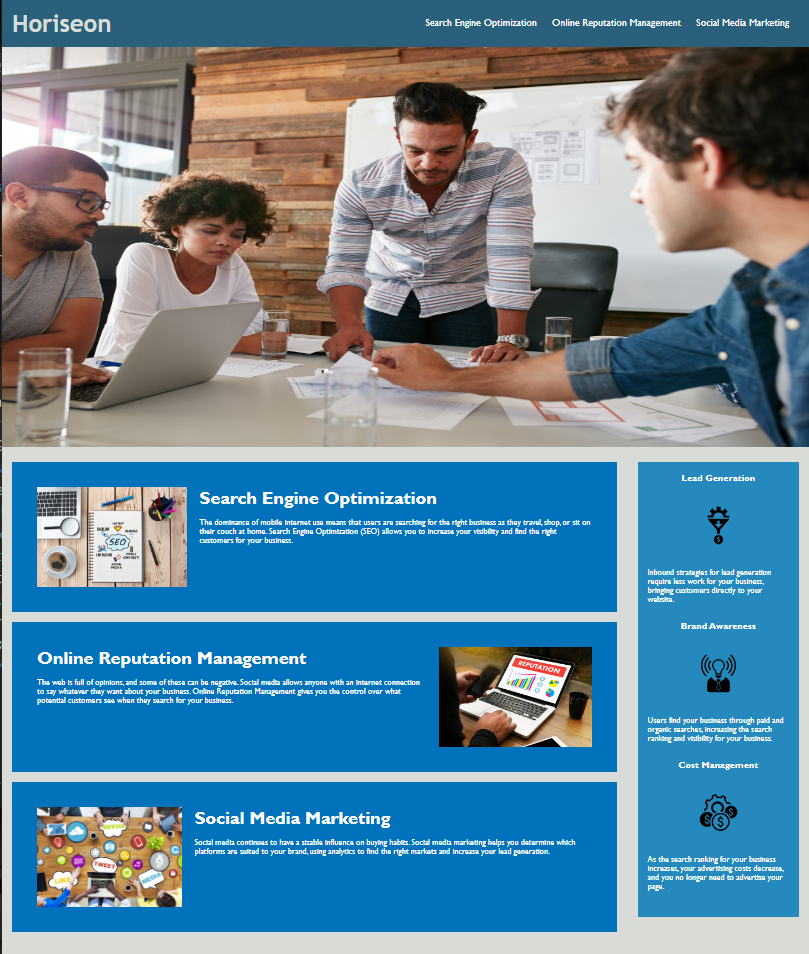 Horiseon
Search Engine Optimization Online Reputation Management Social Media Marketing
SEO
Search Engine Optimization
The dominance of mobile internet use means that users are searching for the right business as they travel, shop, or sit on
their couch at home. Search Engine Optimization (SEO) allows you to increase your visibility and find the right
customers for your business.
Online Reputation Management
The web is full of opinions, and some of these can be negative. Social media allows anyone with an internet connection
to say whatever they want about your business. Online Reputation Management gives you the control over what
potential customers see when they search for your business.
REPUTATION
TWEET
LIKE
MEDIA
Social Media Marketing
Social media continues to have a sizable influence on buying habits. Social media marketing helps you determine which
platforms are suited to your brand, using analytics to find the right markets and increase your lead generation.
Lead Generation
Inbound strategies for lead generation
require less work for your business,
bringing customers directly to your
website.
Brand Awareness
Users find your business through paid and
organic searches, increasing the search
ranking and visibility for your business.
Cost Management
As the search ranking for your business
increases, your advertising costs decrease,
and you no longer need to advertise your
page.